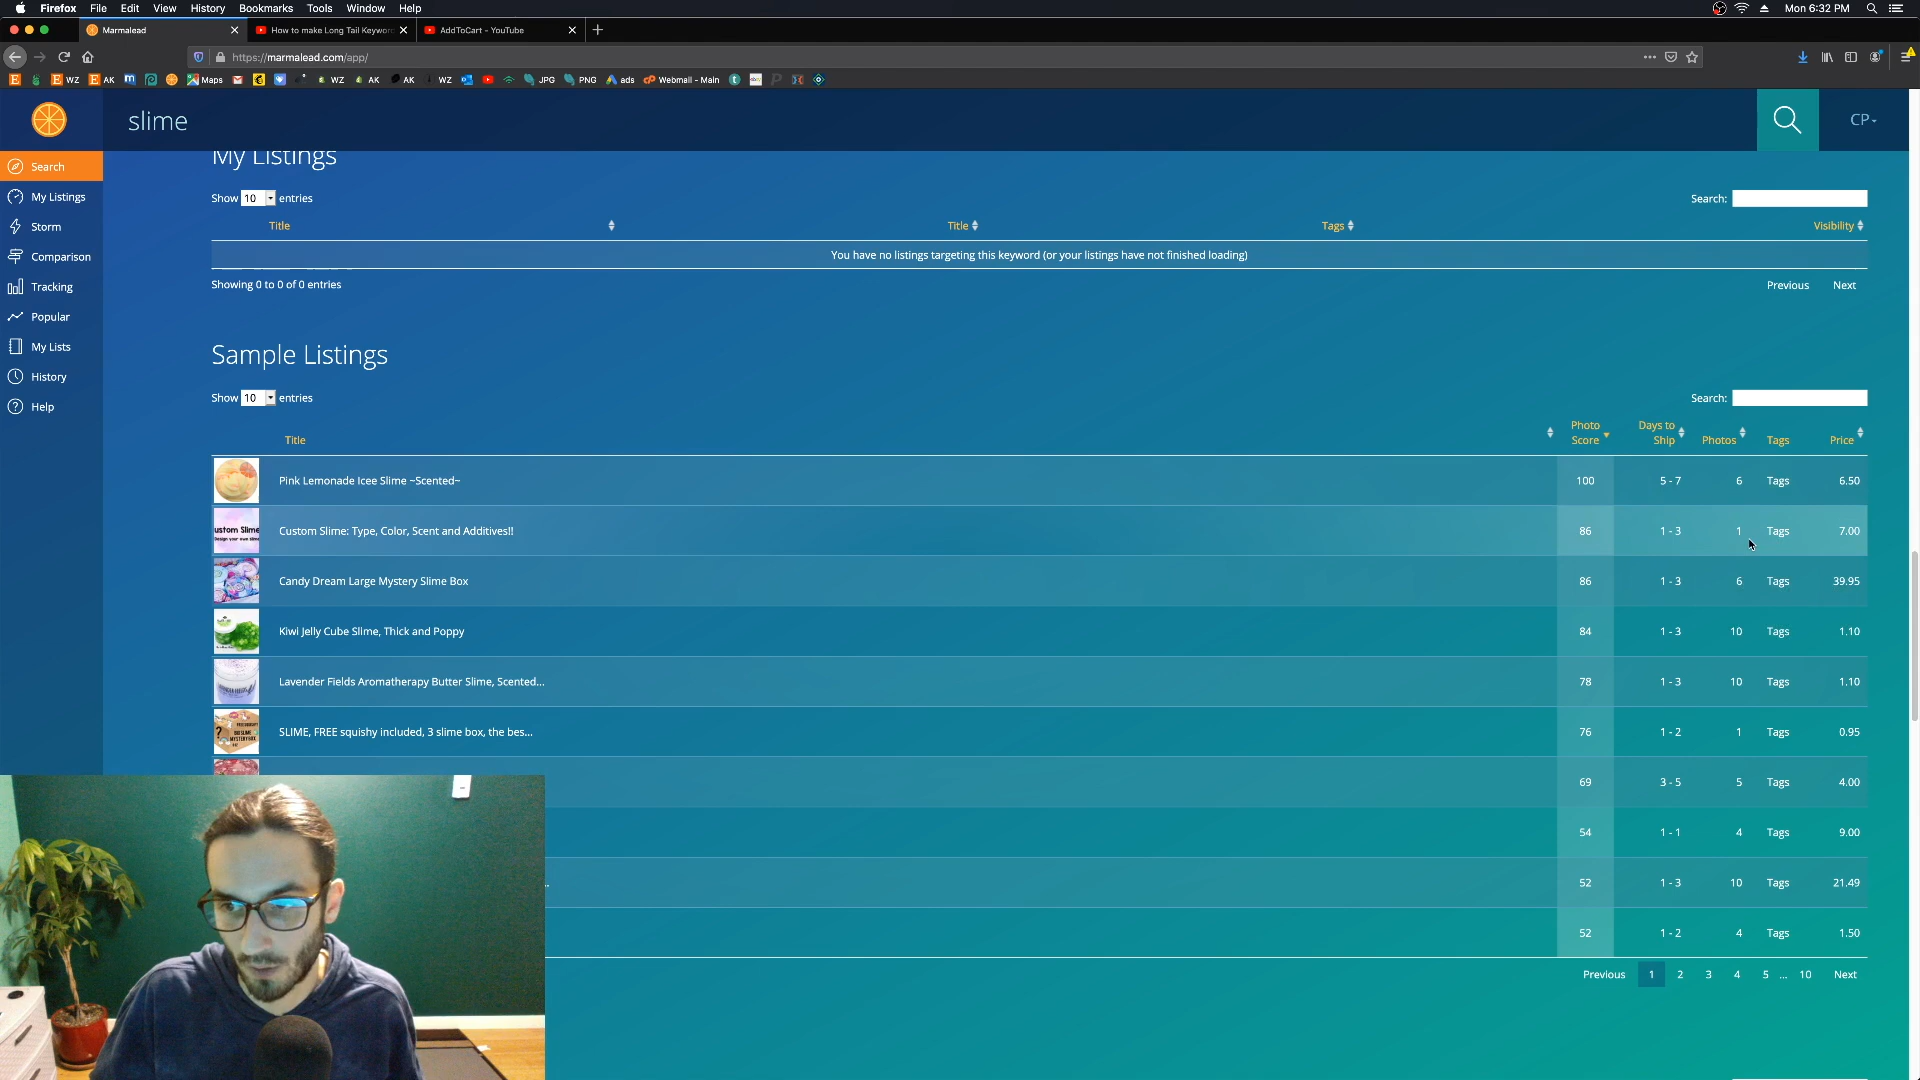 Firefox File Edit View History Bookmarks Tools Window Help Mon 6:32 PM
Marmalead How to make Long Tail Keywor AddToCart - YouTube
https://marmalead.com/app/
WZ AK Maps WZ AK AK WZ JPG PNG ads Webmail - Main
slime CP
Search
My Listings
Storm
Comparison
Tracking
Popular
My Lists
History
Help
My Listings
Show 10 entries Search:
Title Title Tags Visibility
You have no listings targeting this keyword (or your listings have not finished loading)
Showing 0 to 0 of 0 entries Previous Next
Sample Listings
Show 10 entries Search:
Title Photo Score Days to Ship Photos Tags Price
Pink Lemonade Icee Slime ~Scented~ 100 5 - 7 6 Tags 6.50
Custom Slime: Type, Color, Scent and Additives!! 86 1 - 3 1 Tags 7.00
Candy Dream Large Mystery Slime Box 86 1 - 3 6 Tags 39.95
Kiwi Jelly Cube Slime, Thick and Poppy 84 1 - 3 10 Tags 1.10
Lavender Fields Aromatherapy Butter Slime, Scented... 78 1 - 3 10 Tags 1.10
SLIME, FREE squishy included, 3 slime box, the bes... 76 1 - 2 1 Tags 0.95
69 3 - 5 5 Tags 4.00
54 1 - 1 4 Tags 9.00
52 1 - 3 10 Tags 21.49
52 1 - 2 4 Tags 1.50
Previous 1 2 3 4 5 ... 10 Next